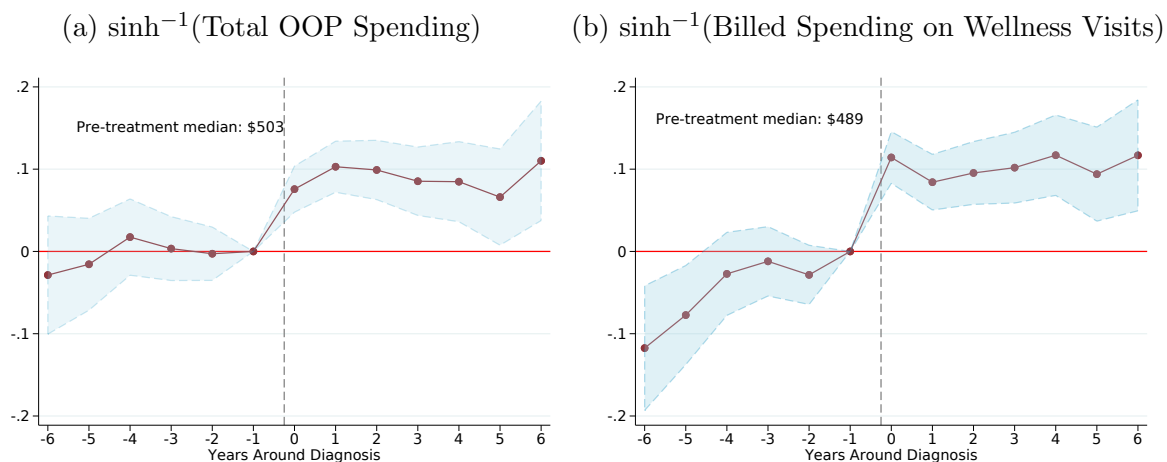 (a) sinh⁻¹(Total OOP Spending)
.2
.1
0
-.1
-.2
Pre-treatment median: $503
-6 -5 -4 -3 -2 -1 0 1 2 3 4 5 6
Years Around Diagnosis
(b) sinh⁻¹(Billed Spending on Wellness Visits)
.2
.1
0
-.1
-.2
Pre-treatment median: $489
-6 -5 -4 -3 -2 -1 0 1 2 3 4 5 6
Years Around Diagnosis